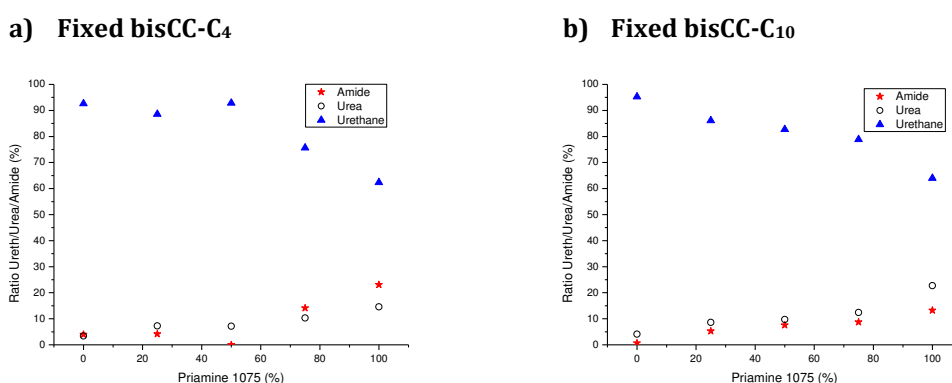 a) Fixed bisCC-C4
Ratio Ureth/Urea/Amide (%)
100
90
80
70
60
50
40
30
20
10
0
Amide
Urea
Urethane
0 20 40 60 80 100
Priamine 1075 (%)
b) Fixed bisCC-C10
Ratio Ureth/Urea/Amide (%)
100
90
80
70
60
50
40
30
20
10
0
Amide
Urea
Urethane
0 20 40 60 80 100
Priamine 1075 (%)